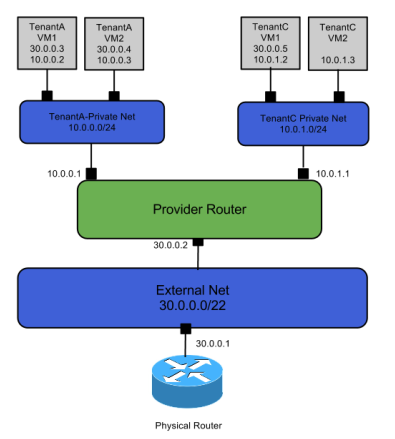 TenantA
VM1
30.0.0.3
10.0.0.2
TenantA
VM2
30.0.0.4
10.0.0.3
TenantC
VM1
30.0.0.5
10.0.1.2
TenantC
VM2
10.0.1.3
TenantA-Private Net
10.0.0.0/24
TenantC Private Net
10.0.1.0/24
10.0.0.1
10.0.1.1
Provider Router
30.0.0.2
External Net
30.0.0.0/22
30.0.0.1
Physical Router